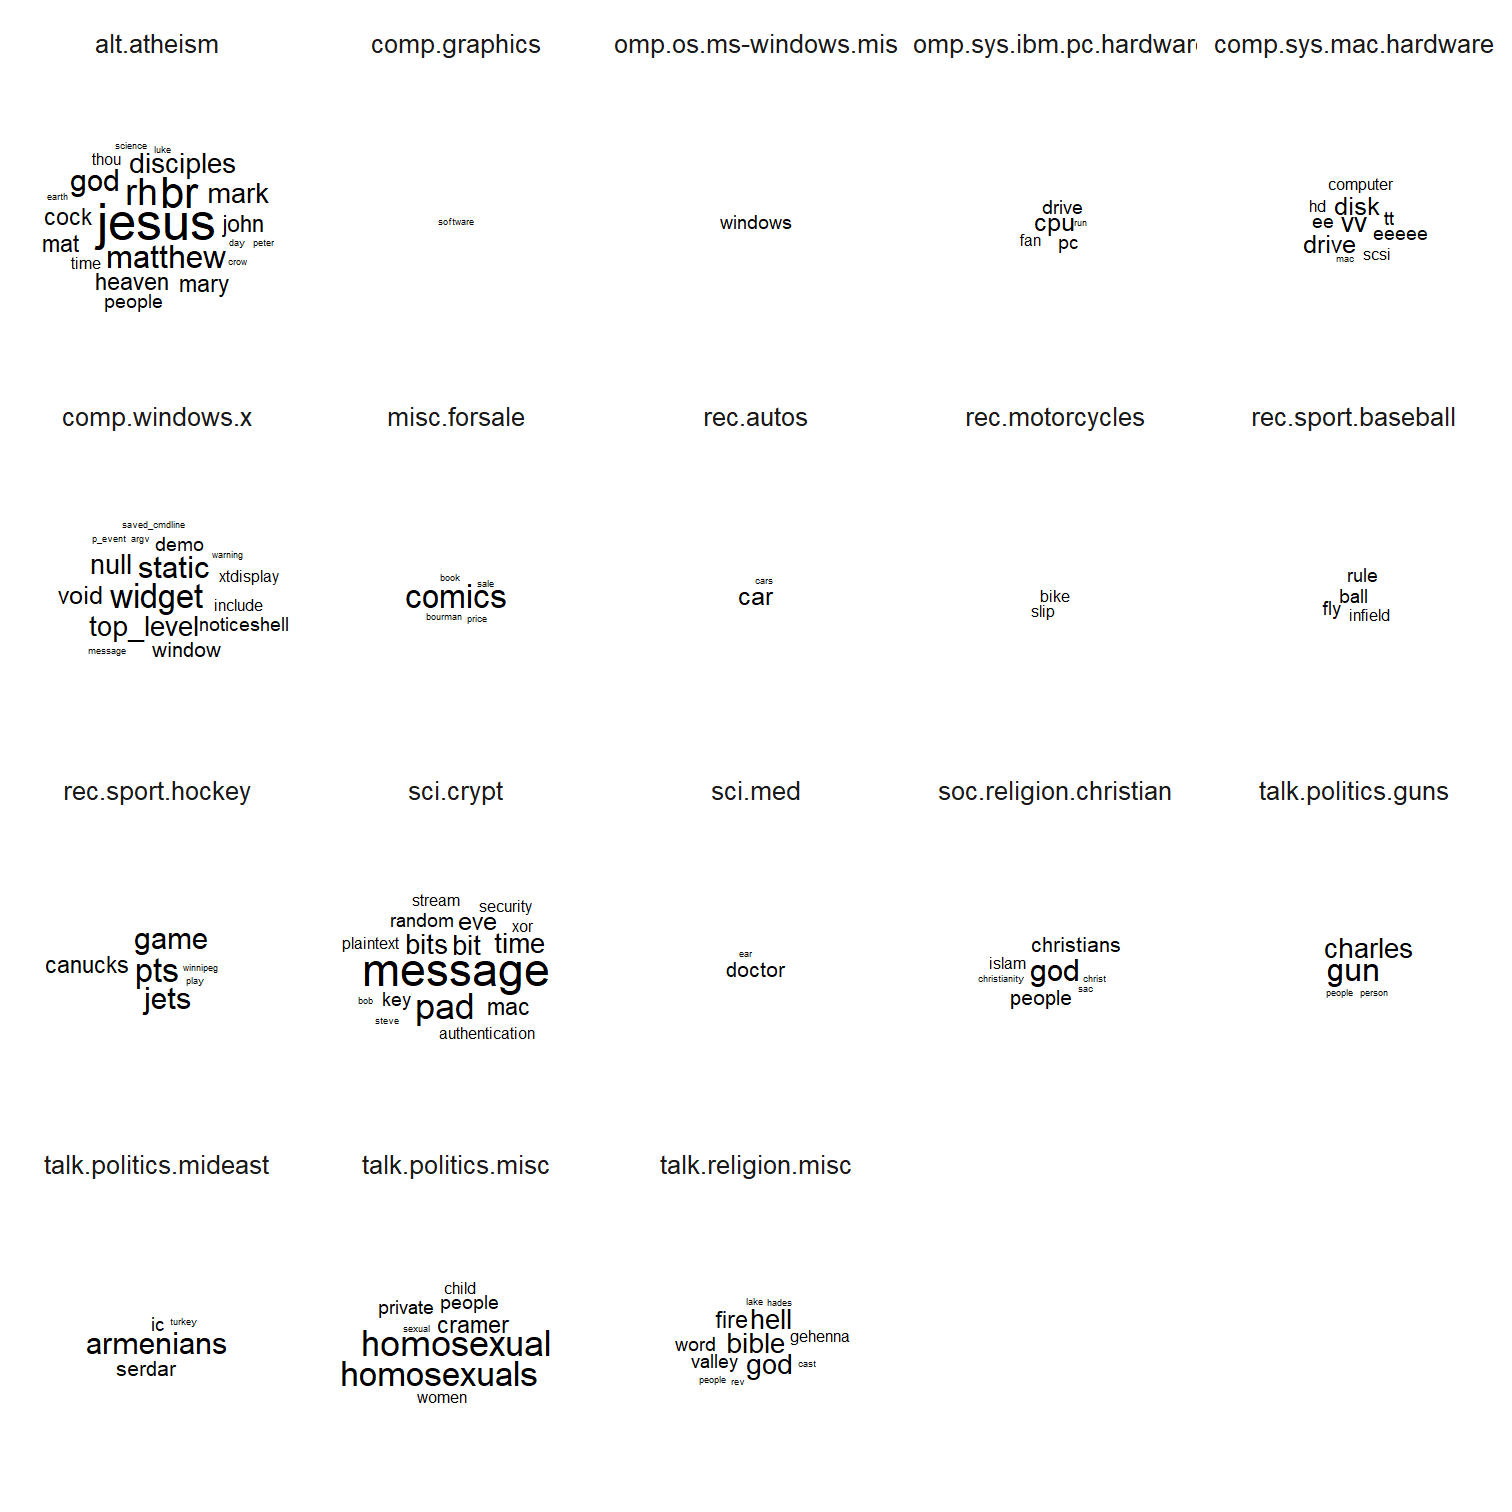 alt.atheism
comp.graphics
omp.os.ms-windows.mis
omp.sys.ibm.pc.hardwar
comp.sys.mac.hardware
science luke
thou disciples
god rh br mark
earth
cock jesus john
mat day peter
time matthew crow
heaven mary
people
software
windows
drive
cpu run
fan pc
computer
hd disk tt
ee vv eeeee
drive
mac scsi
comp.windows.x
misc.forsale
rec.autos
rec.motorcycles
rec.sport.baseball
saved_cmdline
p_event argv demo
null static warning
xtdisplay
void widget include
top_level noticeshell
message window
book sale
comics
bourman price
cars
car
bike
slip
rule
ball
fly infield
rec.sport.hockey
sci.crypt
sci.med
soc.religion.christian
talk.politics.guns
game
canucks pts winnipeg
play
jets
stream security
random eve xor
plaintext bits bit time
message
bob key pad mac
steve
authentication
ear
doctor
christians
islam god
christianity christ
people sac
charles
gun
people person
talk.politics.mideast
talk.politics.misc
talk.religion.misc
ic turkey
armenians
serdar
child
private people
sexual cramer
homosexual
homosexuals
women
lake hades
fire hell
word bible gehenna
valley god cast
people rev